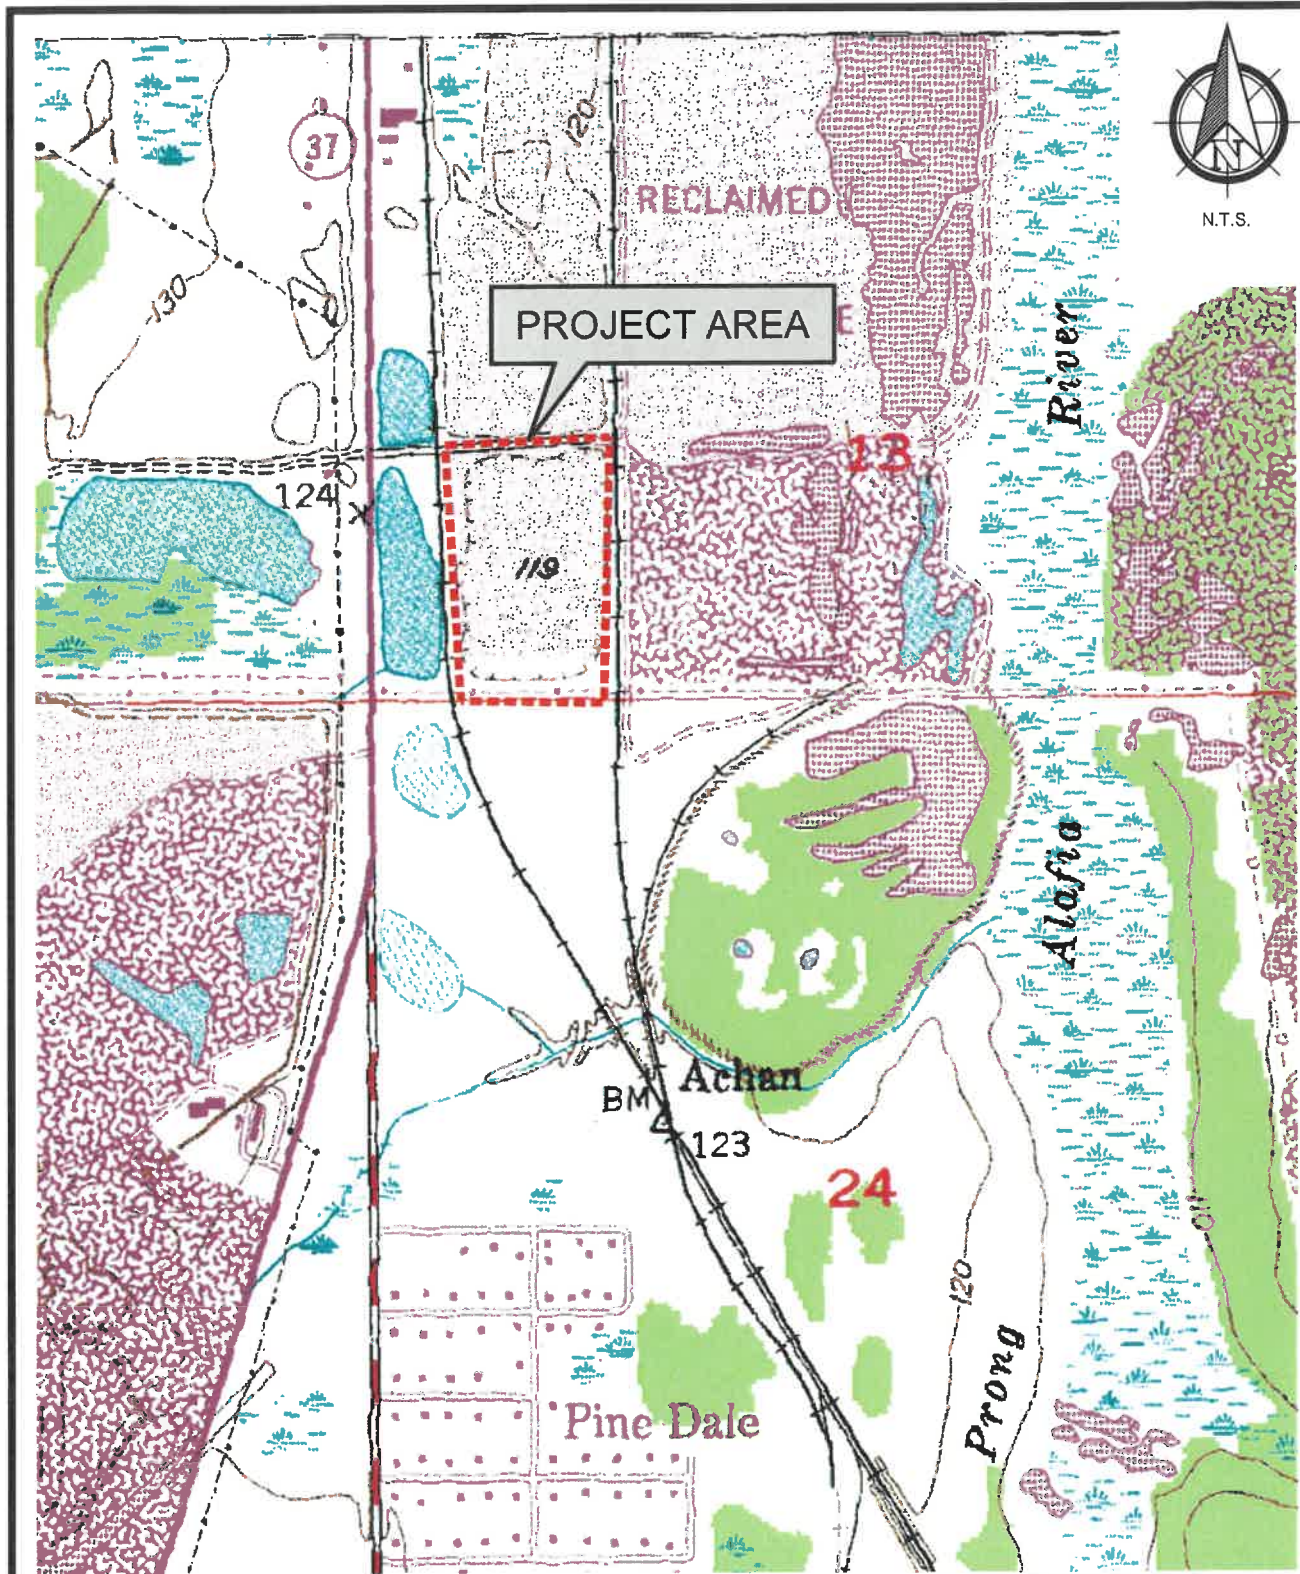 N
N.T.S.
37
120
RECLAIMED
130
PROJECT AREA
E
River
13
124
118
Alafia
Achan
BM
123
24
110
120
Prong
Pine Dale